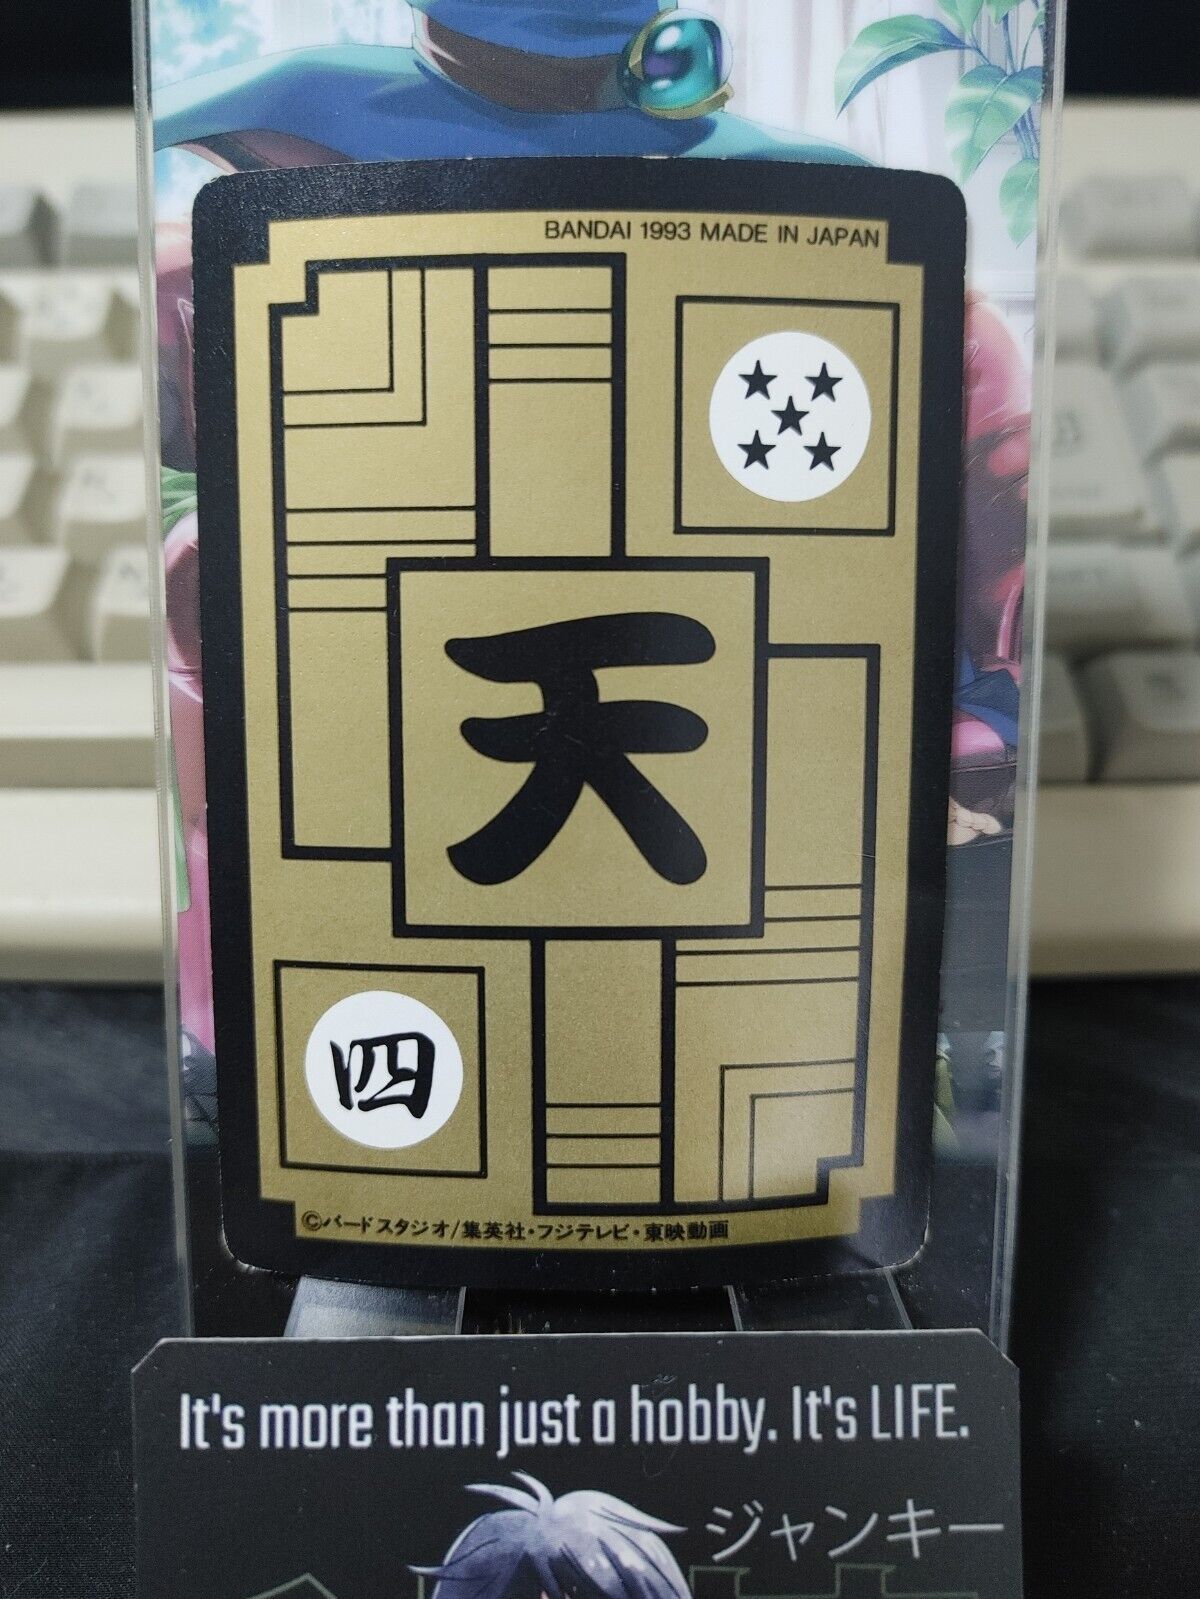 BANDAI 1993 MADE IN JAPAN
天
四
©バードスタジオ/集英社・フジテレビ・東映動画
It's more than just a hobby. It's LIFE.
ジャンキー